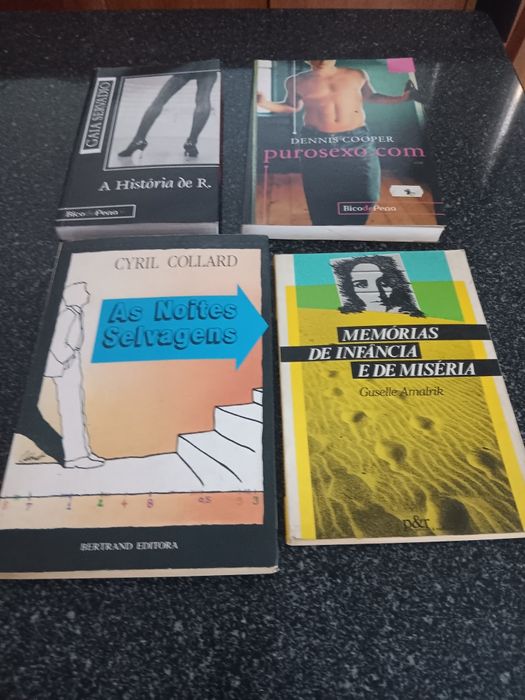 GAIA SERVADIO
A História de R.
Bico de Pena
DENNIS COOPER
purosexo.com
Bico de Pena
CYRIL COLLARD
As Noites
Selvagens
BERTRAND EDITORA
MEMÓRIAS
DE INFÂNCIA
E DE MISÉRIA
Guselle Amalrik
p&r